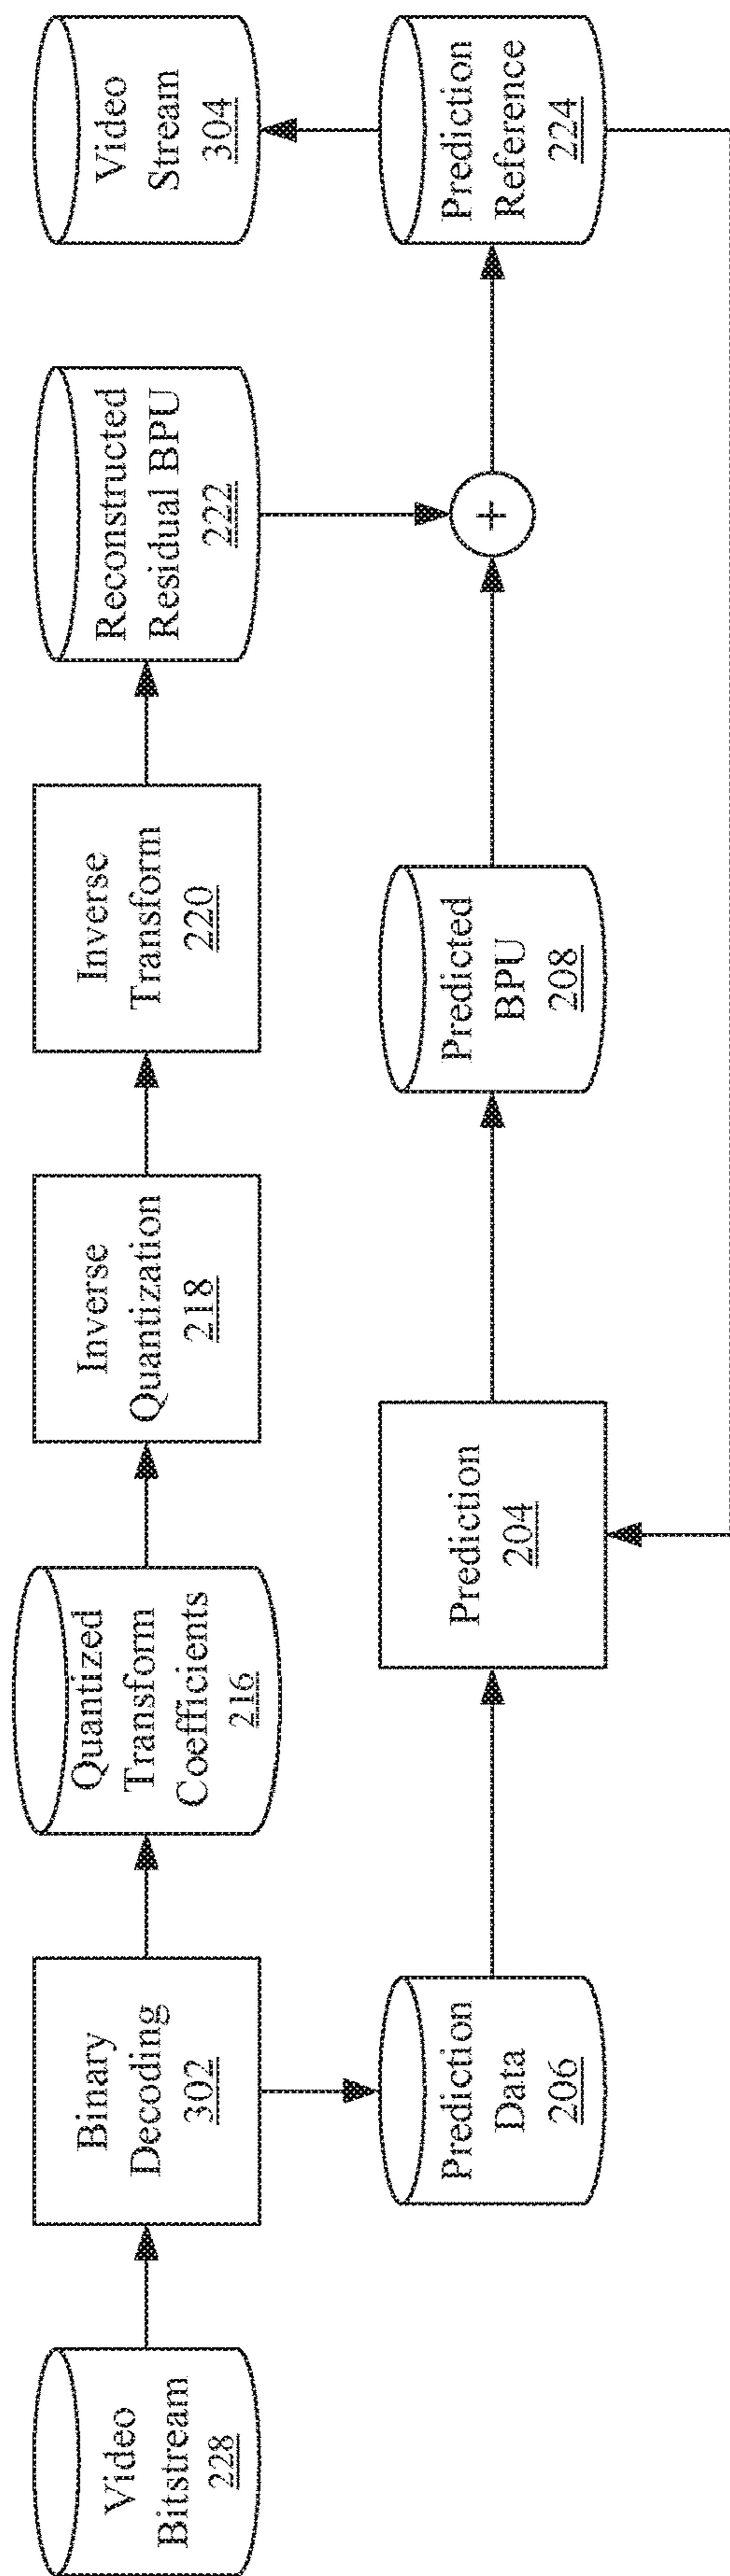 Video
Bitstream
228
Binary
Decoding
302
Quantized
Transform
Coefficients
216
Inverse
Quantization
218
Inverse
Transform
220
Reconstructed
Residual BPU
222
Video
Stream
304
Prediction
Data
206
Prediction
204
Predicted
BPU
208
+
Prediction
Reference
224